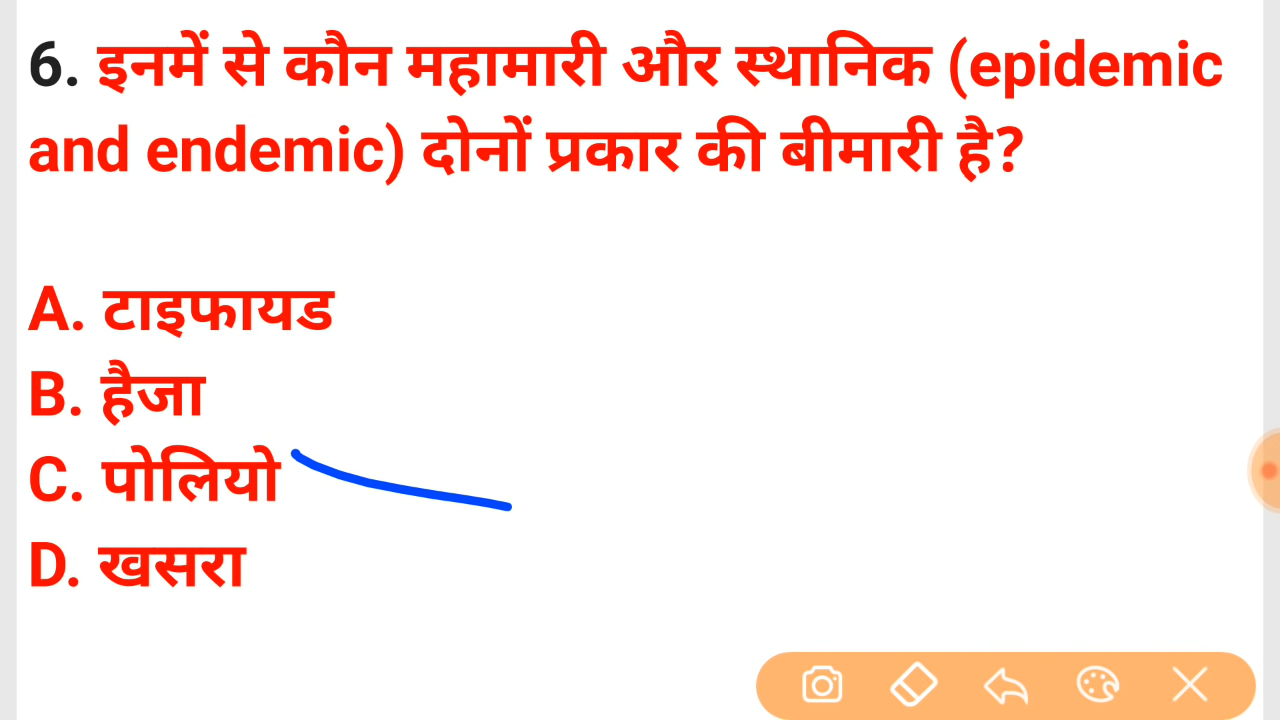 6. इनमें से कौन महामारी और स्थानिक (epidemic
and endemic) दोनों प्रकार की बीमारी है?
A. टाइफायड
B. हैजा
C. पोलियो
D. खसरा